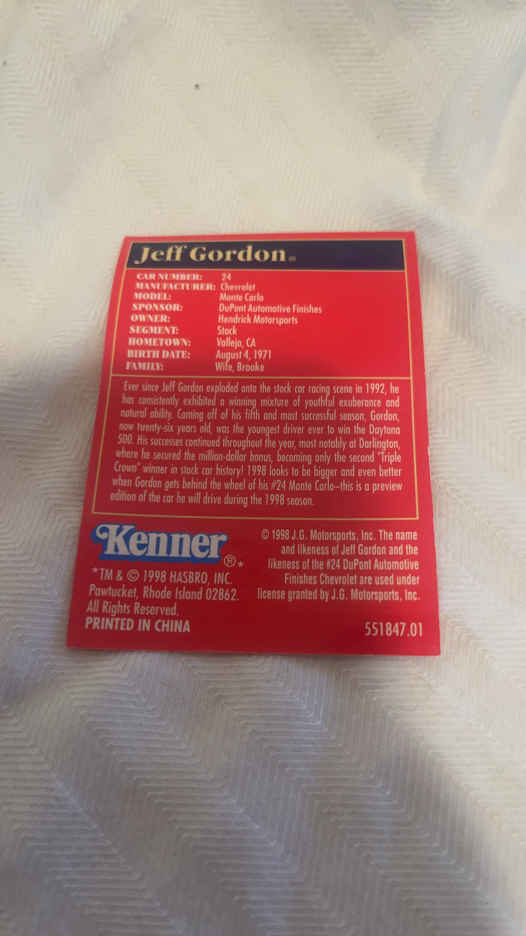 Jeff Gordon®
CAR NUMBER: 24
MANUFACTURER: Chevrolet
MODEL: Monte Carlo
SPONSOR: DuPont Automotive Finishes
OWNER: Hendrick Motorsports
SEGMENT: Stock
HOMETOWN: Vallejo, CA
BIRTH DATE: August 4, 1971
FAMILY: Wife, Brooke
Ever since Jeff Gordon exploded onto the stock car racing scene in 1992, he
has consistently exhibited a winning mixture of youthful exuberance and
natural ability. Coming off of his fifth and most successful season, Gordon,
now twenty-six years old, was the youngest driver ever to win the Daytona
500. His successes continued throughout the year, most notably at Darlington,
where he secured the million-dollar bonus, becoming only the second "Triple
Crown" winner in stock car history! 1998 looks to be bigger and even better
when Gordon gets behind the wheel of his #24 Monte Carlo--this is a preview
edition of the car he will drive during the 1998 season.
Kenner®*
*TM & © 1998 HASBRO, INC.
Pawtucket, Rhode Island 02862.
All Rights Reserved.
PRINTED IN CHINA
© 1998 J.G. Motorsports, Inc. The name
and likeness of Jeff Gordon and the
likeness of the #24 DuPont Automotive
Finishes Chevrolet are used under
license granted by J.G. Motorsports, Inc.
551847.01